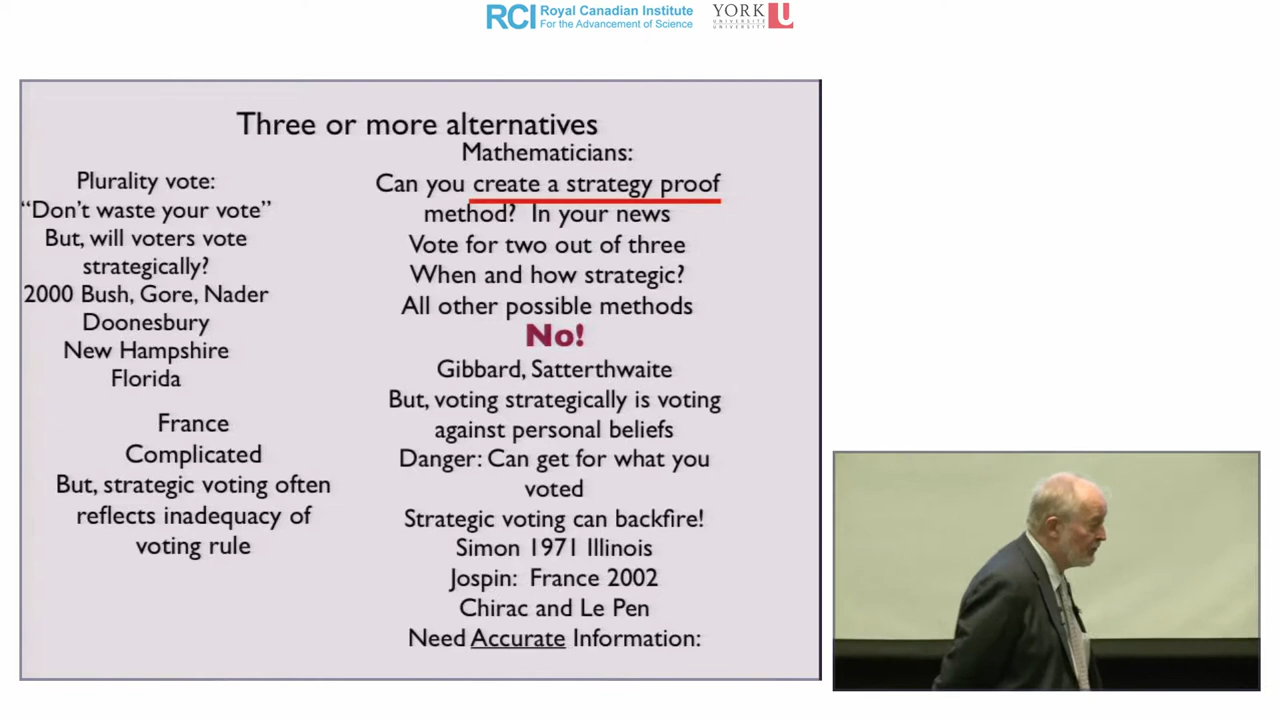 RCI Royal Canadian Institute
For the Advancement of Science
YORK U
UNIVERSITÉ
UNIVERSITY
Three or more alternatives
Plurality vote:
“Don’t waste your vote”
But, will voters vote
strategically?
2000 Bush, Gore, Nader
Doonesbury
New Hampshire
Florida
France
Complicated
But, strategic voting often
reflects inadequacy of
voting rule
Mathematicians:
Can you create a strategy proof
method? In your news
Vote for two out of three
When and how strategic?
All other possible methods
No!
Gibbard, Satterthwaite
But, voting strategically is voting
against personal beliefs
Danger: Can get for what you
voted
Strategic voting can backfire!
Simon 1971 Illinois
Jospin: France 2002
Chirac and Le Pen
Need Accurate Information: